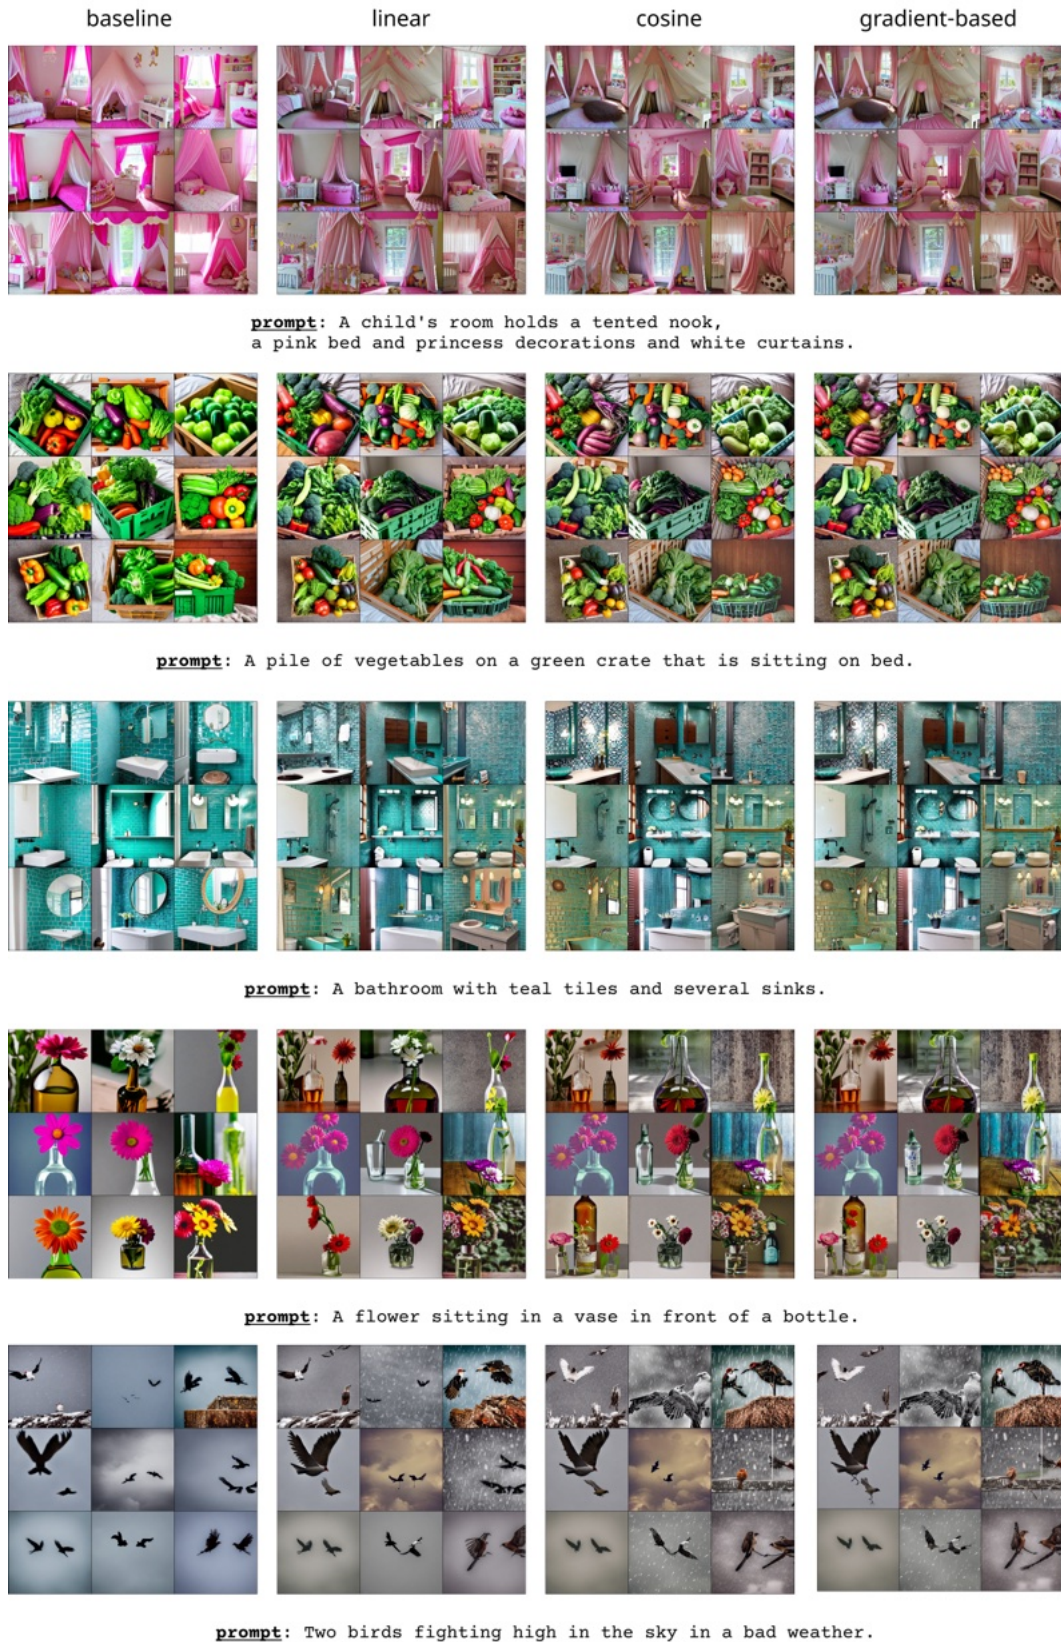 baseline linear cosine gradient-based
prompt: A child's room holds a tented nook,
a pink bed and princess decorations and white curtains.
prompt: A pile of vegetables on a green crate that is sitting on bed.
prompt: A bathroom with teal tiles and several sinks.
prompt: A flower sitting in a vase in front of a bottle.
prompt: Two birds fighting high in the sky in a bad weather.